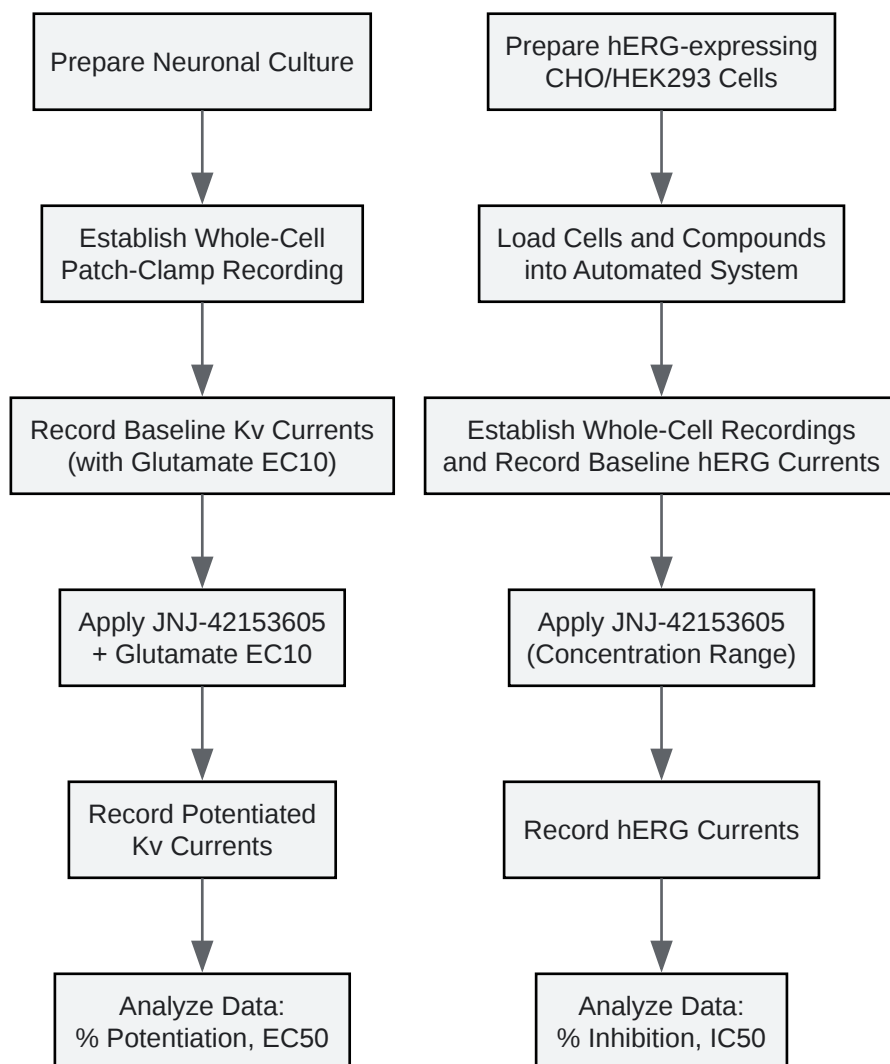 Prepare Neuronal Culture
Establish Whole-Cell
Patch-Clamp Recording
Record Baseline Kv Currents
(with Glutamate EC10)
Apply JNJ-42153605
+ Glutamate EC10
Record Potentiated
Kv Currents
Analyze Data:
% Potentiation, EC50
Prepare hERG-expressing
CHO/HEK293 Cells
Load Cells and Compounds
into Automated System
Establish Whole-Cell Recordings
and Record Baseline hERG Currents
Apply JNJ-42153605
(Concentration Range)
Record hERG Currents
Analyze Data:
% Inhibition, IC50